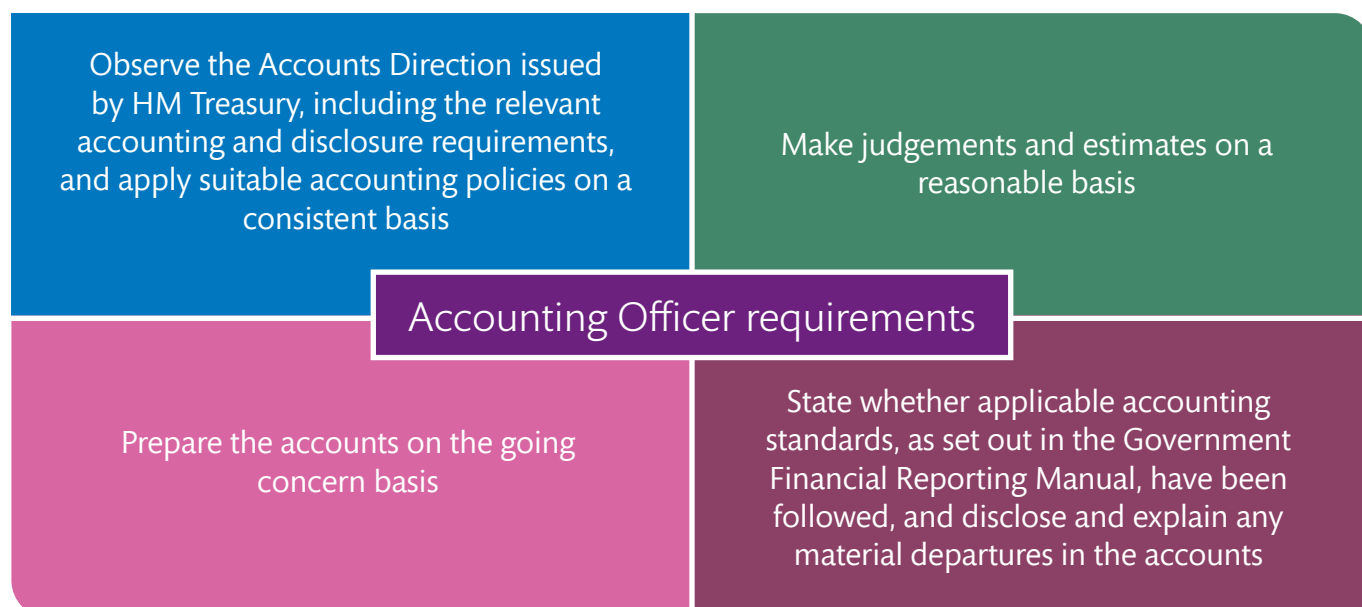 Observe the Accounts Direction issued
by HM Treasury, including the relevant
accounting and disclosure requirements,
and apply suitable accounting policies on a
consistent basis
Make judgements and estimates on a
reasonable basis
Accounting Officer requirements
Prepare the accounts on the going
concern basis
State whether applicable accounting
standards, as set out in the Government
Financial Reporting Manual, have been
followed, and disclose and explain any
material departures in the accounts